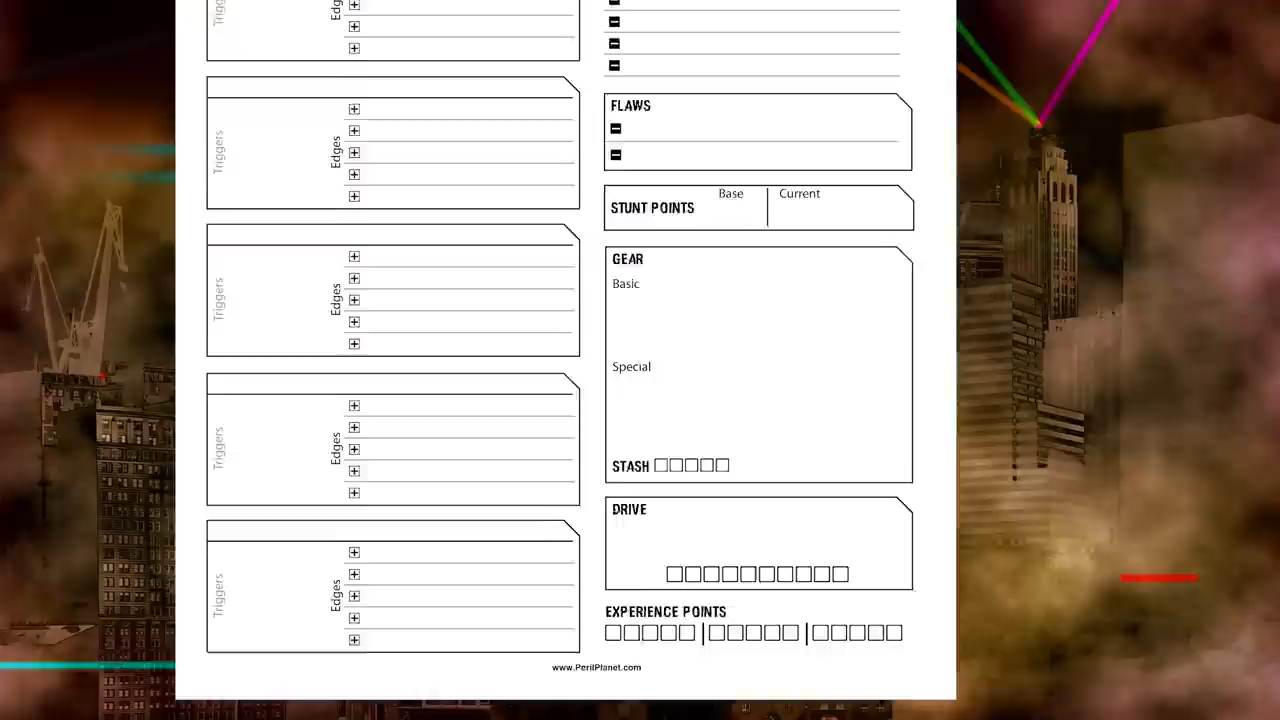 Triggers
Edges
Triggers
Edges
Triggers
Edges
Triggers
Edges
Triggers
Edges
FLAWS
STUNT POINTS
Base
Current
GEAR
Basic
Special
STASH
DRIVE
EXPERIENCE POINTS
www.PerilPlanet.com